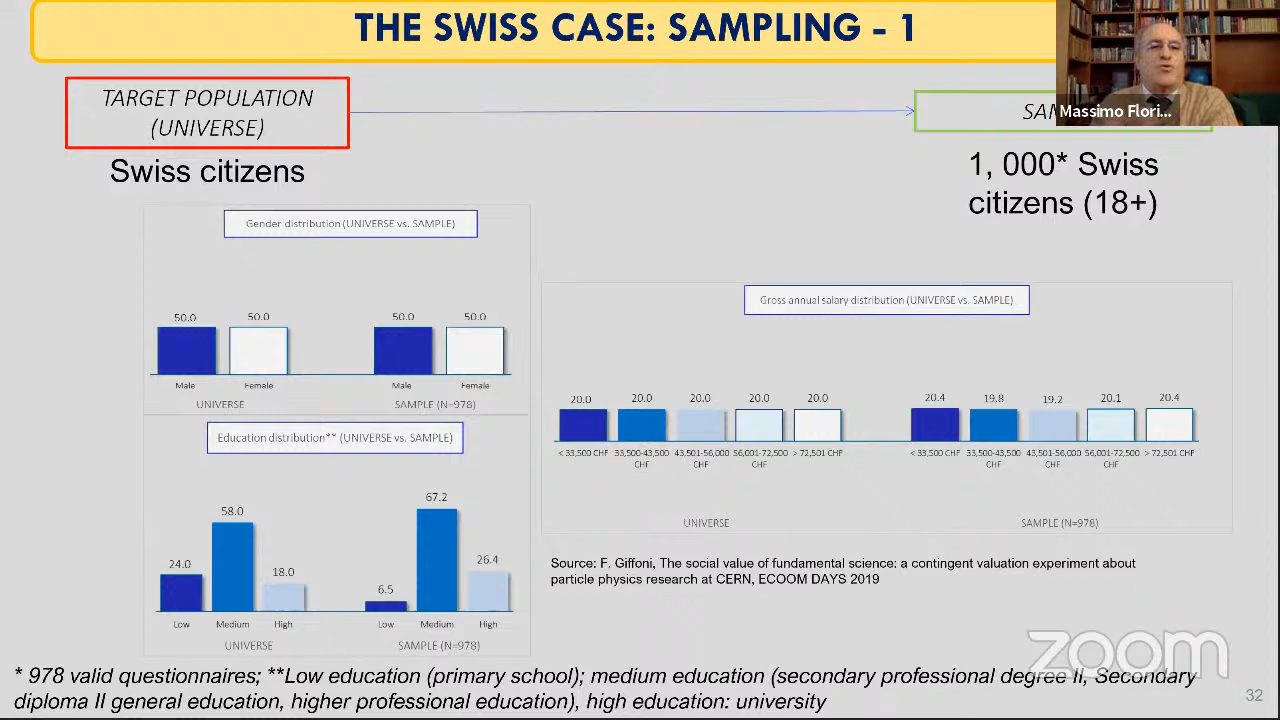 THE SWISS CASE: SAMPLING - 1
TARGET POPULATION
(UNIVERSE)
Massimo Flori...
Swiss citizens
1, 000* Swiss
citizens (18+)
Gender distribution (UNIVERSE vs. SAMPLE)
50.0 50.0 50.0 50.0
Male Female Male Female
UNIVERSE SAMPLE (N=978)
Education distribution** (UNIVERSE vs. SAMPLE)
24.0 58.0 18.0 6.5 67.2 26.4
Low Medium High Low Medium High
UNIVERSE SAMPLE (N=978)
Gross annual salary distribution (UNIVERSE vs. SAMPLE)
20.0 20.0 20.0 20.0 20.0 20.4 19.8 19.2 20.1 20.4
< 33,500 CHF 33,500-43,500 43,501-56,000 56,001-72,500 > 72,501 CHF < 33,500 CHF 33,500-43,500 43,501-56,000 56,001-72,500 > 72,501 CHF
CHF CHF CHF CHF CHF CHF
UNIVERSE SAMPLE (N=978)
Source: F. Giffoni, The social value of fundamental science: a contingent valuation experiment about
particle physics research at CERN, ECOOM DAYS 2019
zoom
* 978 valid questionnaires; **Low education (primary school); medium education (secondary professional degree II, Secondary
diploma II general education, higher professional education), high education: university
32